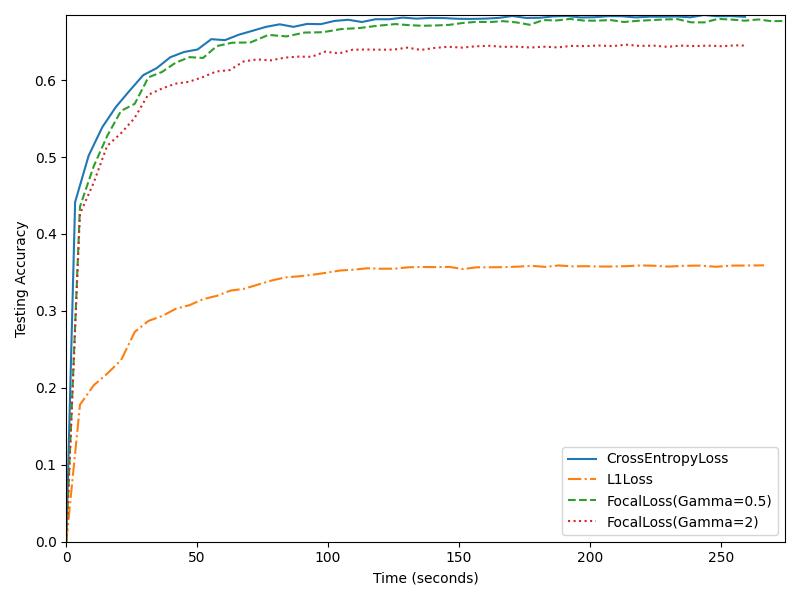 Testing Accuracy
0.6
0.5
0.4
0.3
0.2
0.1
0.0
0
50
100
150
200
250
Time (seconds)
CrossEntropyLoss
L1Loss
FocalLoss(Gamma=0.5)
FocalLoss(Gamma=2)